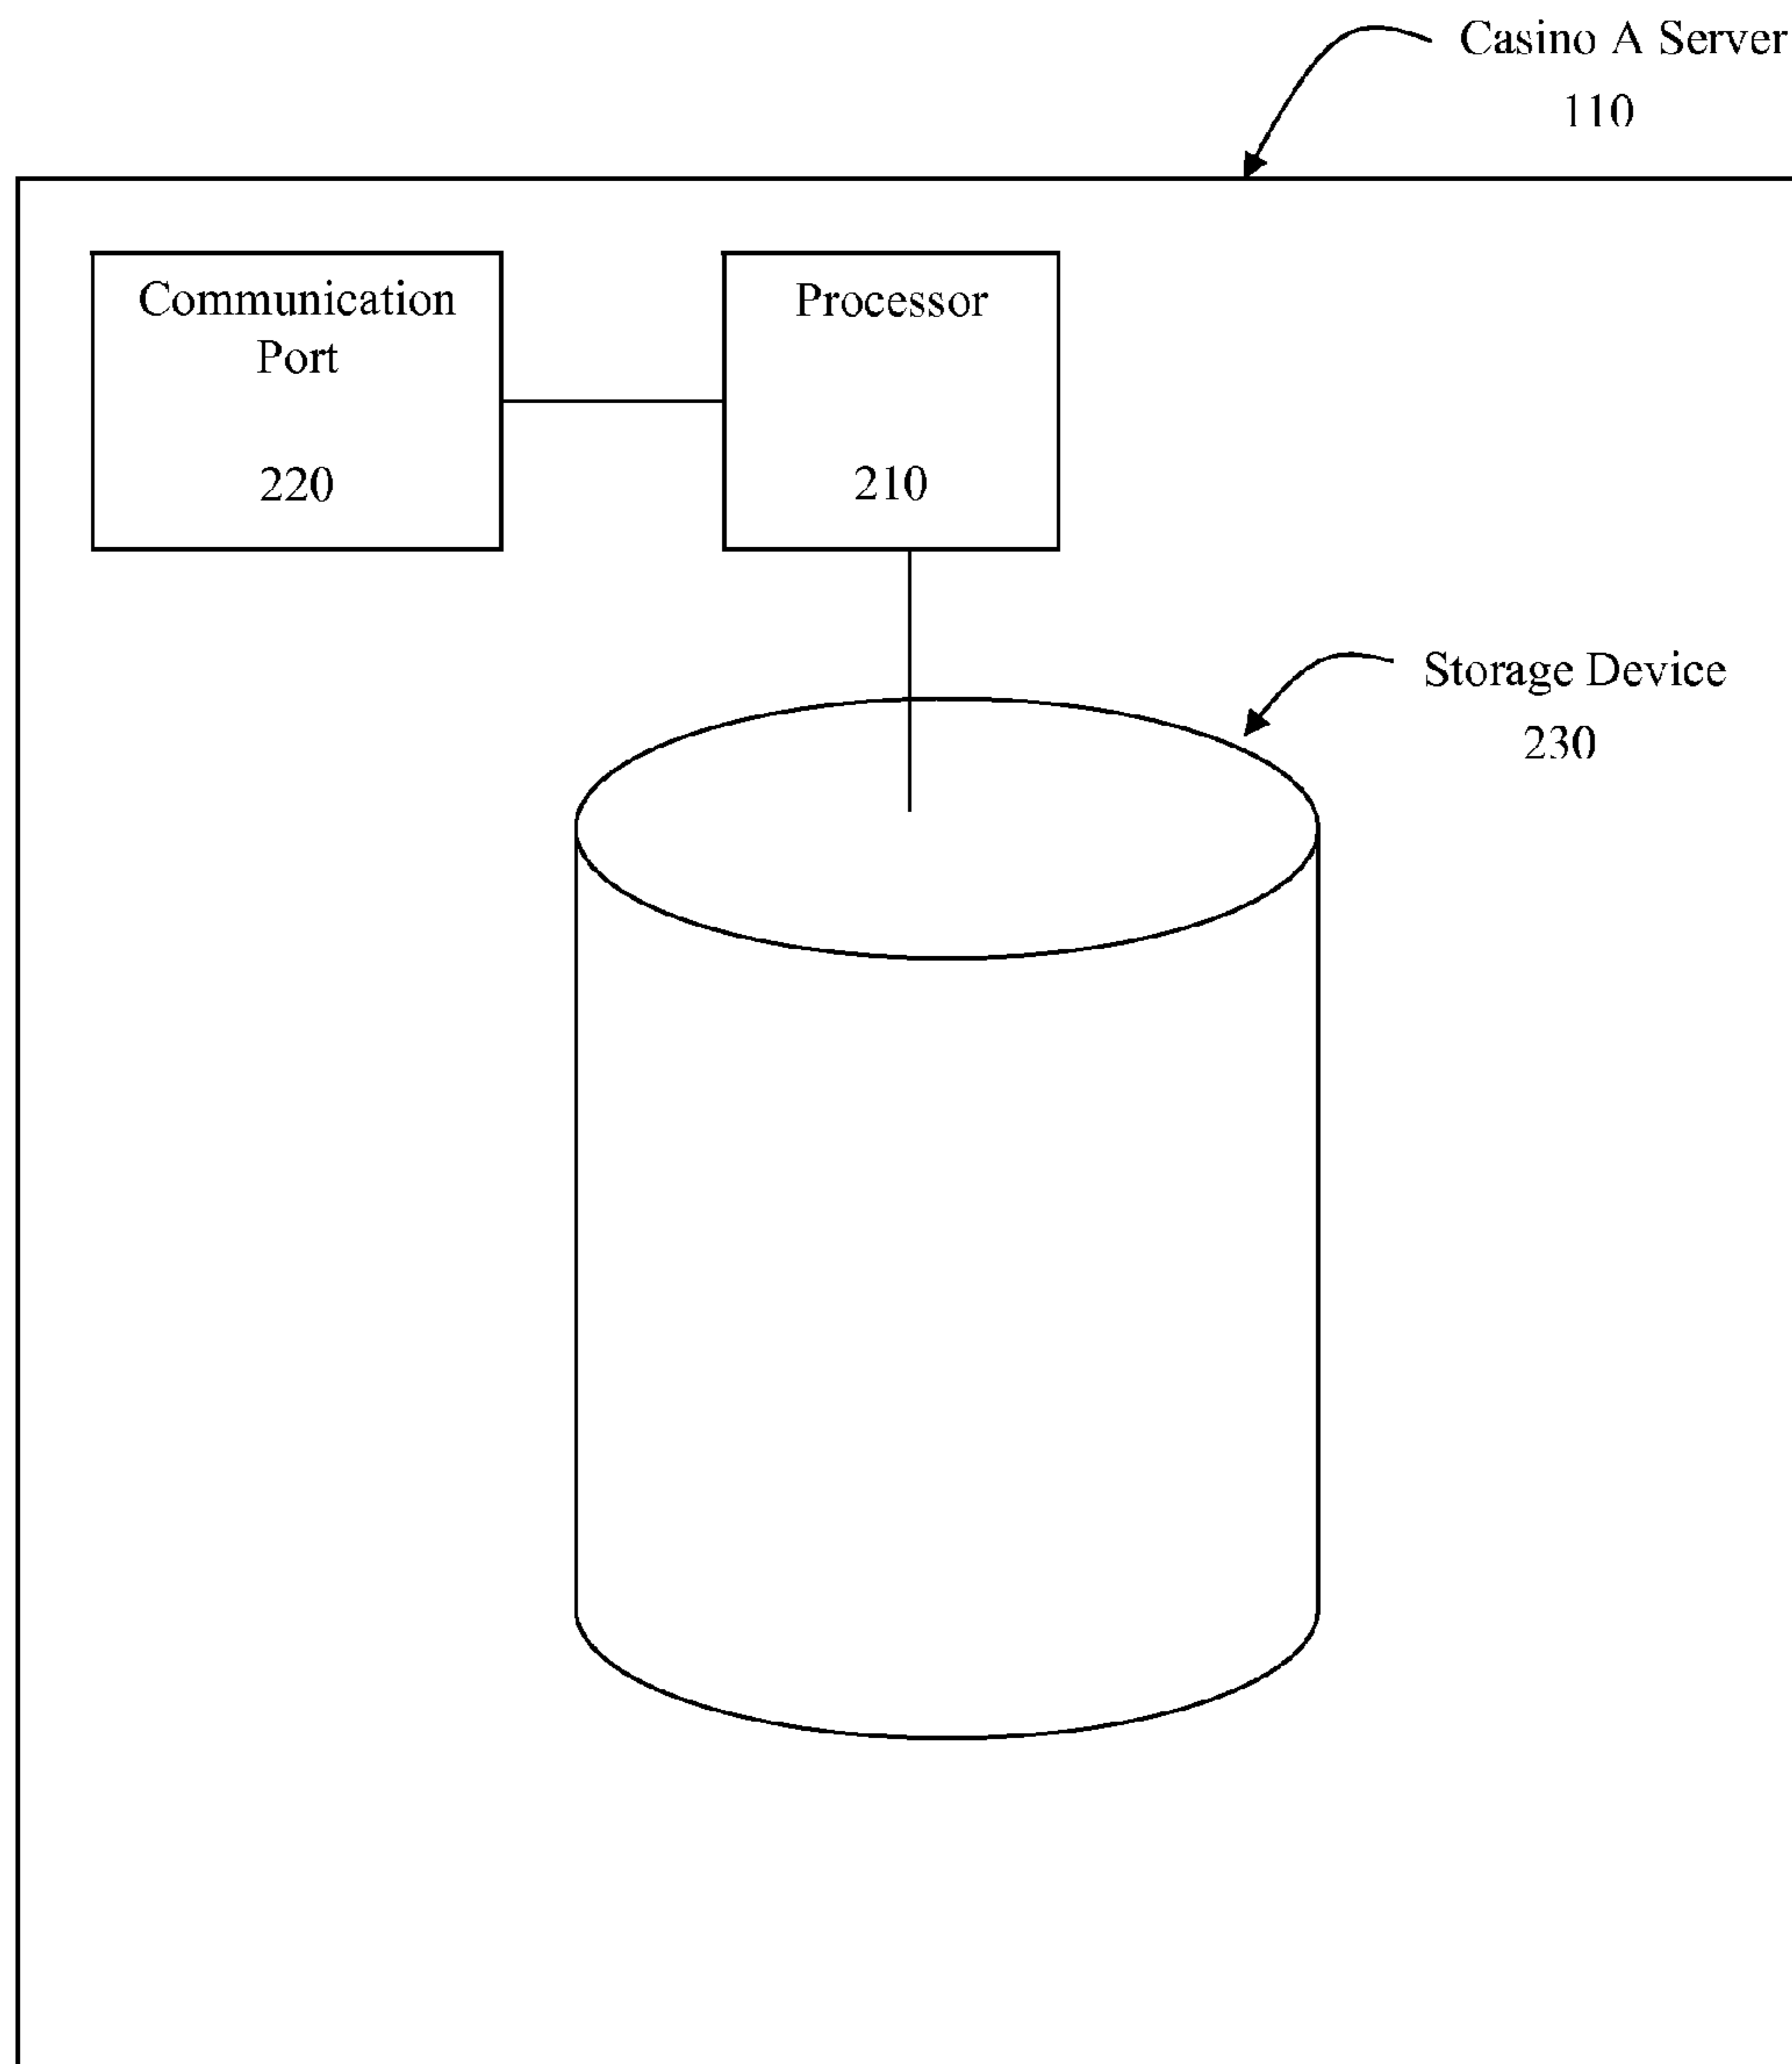 Casino A Server
110
Communication
Port
220
Processor
210
Storage Device
230